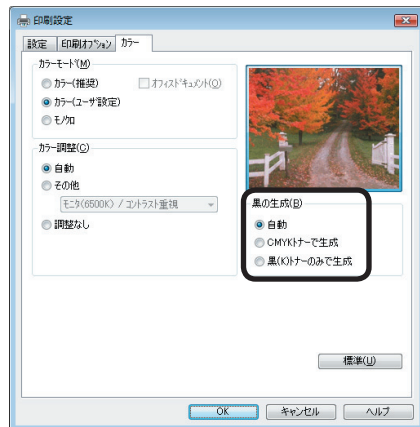 印刷設定
設定 印刷オプション カラー
カラーモード(M)
カラー(推奨) オフィスドキュメント(O)
カラー(ユーザ設定)
モノクロ
カラー調整(C)
自動
その他
モニタ(6500K) / コントラスト重視
調整なし
黒の生成(B)
自動
CMYKトナーで生成
黒(K)トナーのみで生成
標準(U)
OK キャンセル ヘルプ